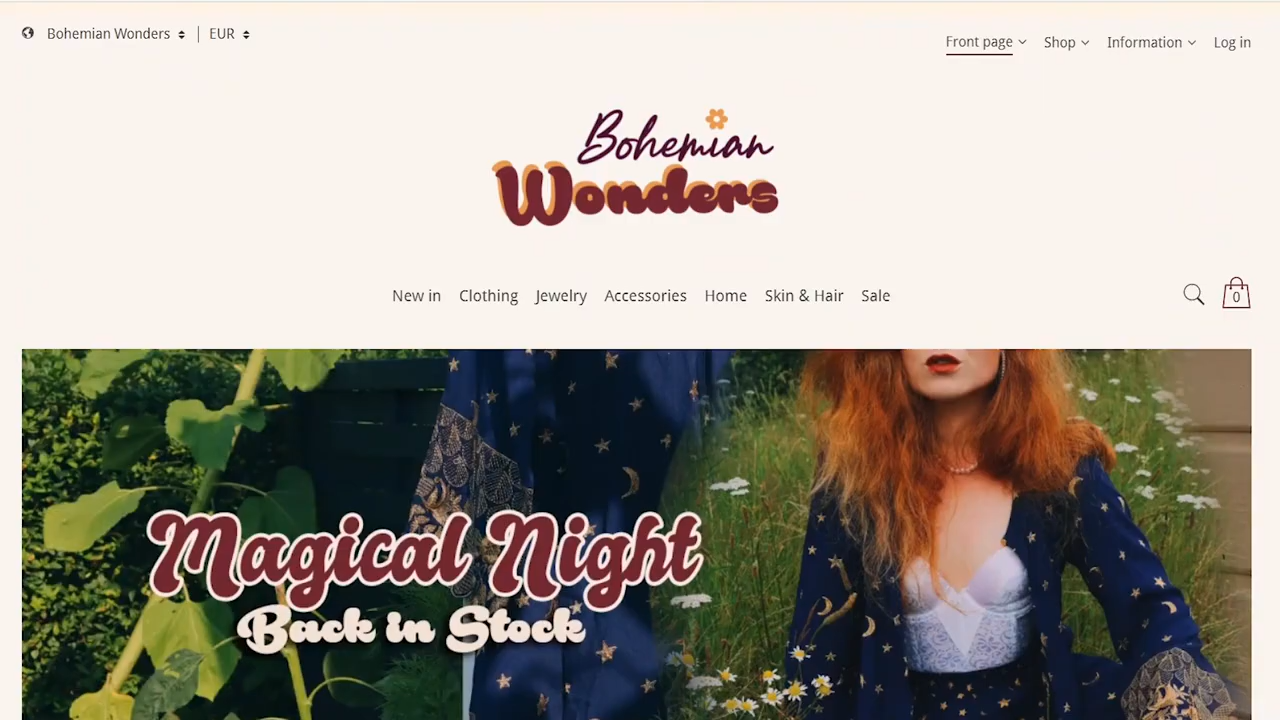 Bohemian Wonders EUR
Front page Shop Information Log in
Bohemian
Wonders
New in Clothing Jewelry Accessories Home Skin & Hair Sale
0
Magical Night
Back in Stock